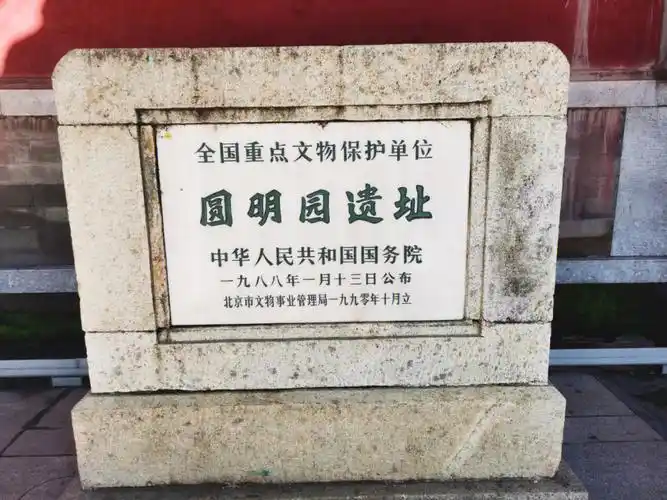 全国重点文物保护单位
圆明园遗址
中华人民共和国国务院
一九八八年一月十三日公布
北京市文物事业管理局一九九零年十月立